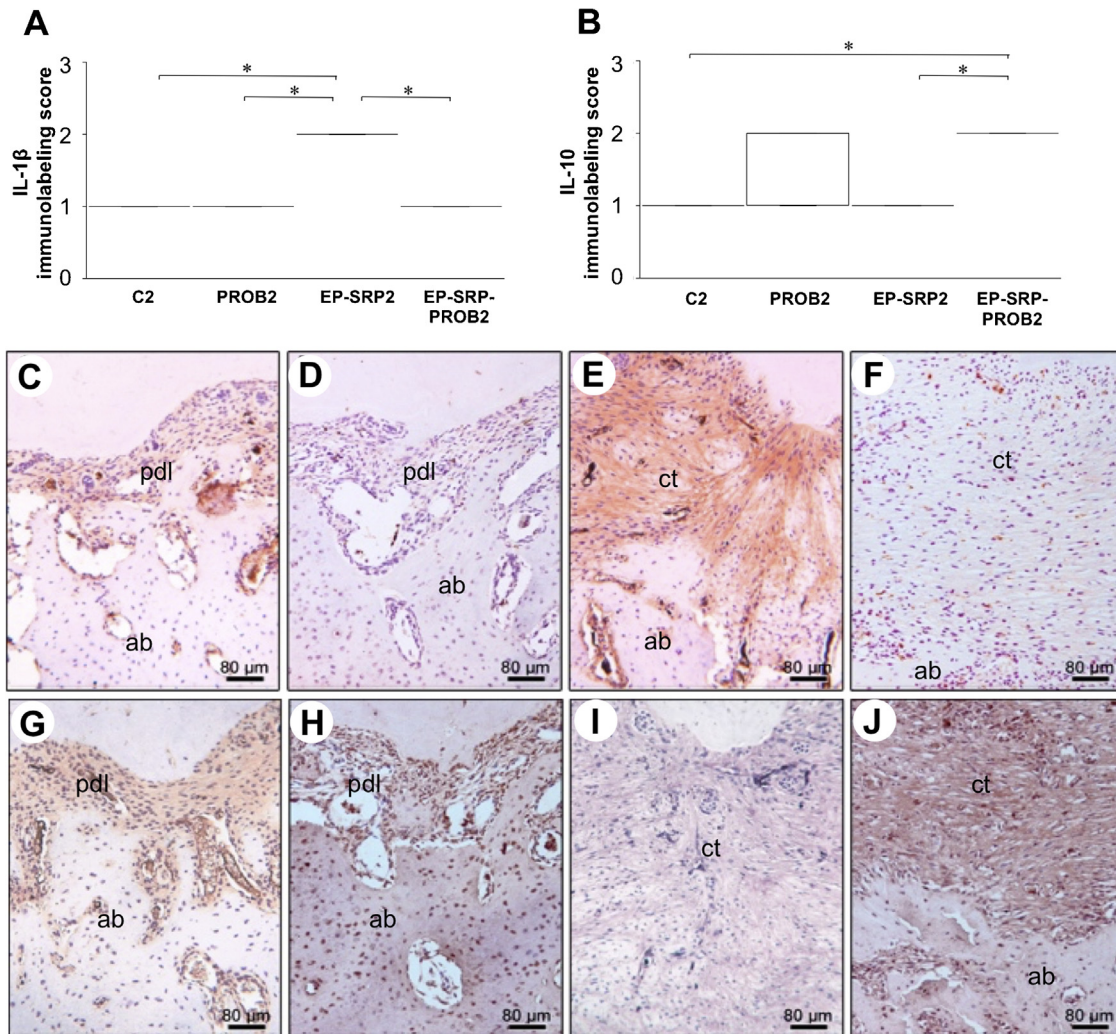 A
IL-1β
immunolabeling score
3
2
1
0
*
*
*
C2
PROB2
EP-SRP2
EP-SRP-
PROB2
B
IL-10
immunolabeling score
3
2
1
0
*
*
C2
PROB2
EP-SRP2
EP-SRP-
PROB2
C
pdl
ab
80 µm
D
pdl
ab
80 µm
E
ct
ab
80 µm
F
ct
ab
80 µm
G
pdl
ab
80 µm
H
pdl
ab
80 µm
I
ct
80 µm
J
ct
ab
80 µm